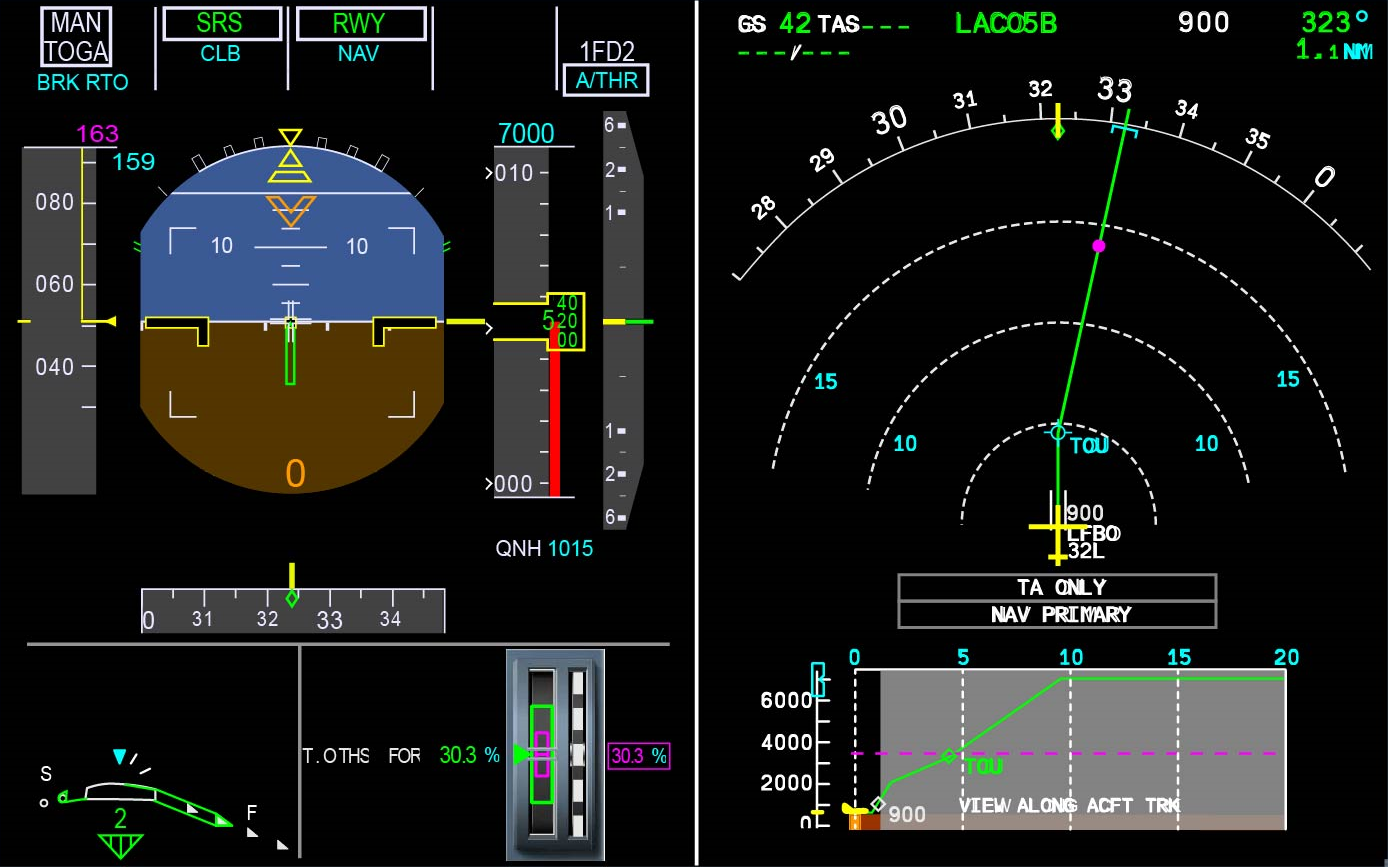 MAN SRS RWY
TOGA CLB NAV 1FD2
BRK RTO A/THR
163 7000
159
080
060
040
10 10
0
010
40
5 20
00
000
6
2
1
1
2
6
QNH 1015
0 31 32 33 34
S
2
F
T.OTHS FOR 30.3 % 30.3 %
GS 42 TAS--- LACO5B 900 323°
---/--- 1.1NM
28 29 30 31 32 33 34 35 0
15 15
10 10
TOU
900
LFBO
32L
TA ONLY
NAV PRIMARY
0 5 10 15 20
6000
4000
2000
0
TOU
900
VIEW ALONG ACFT TRK